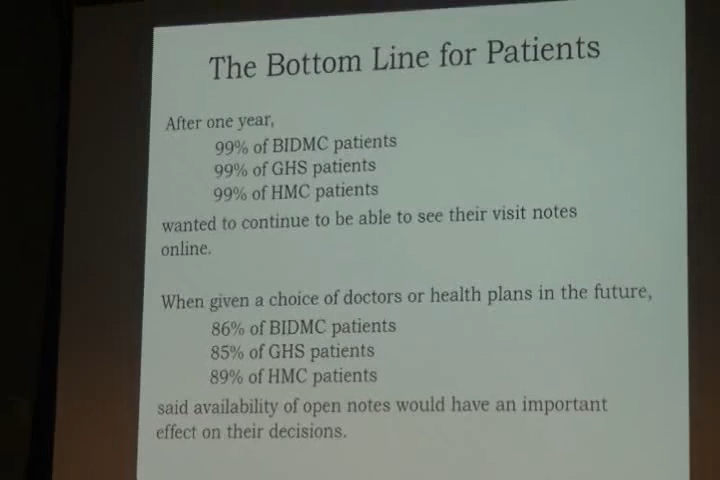 The Bottom Line for Patients
After one year,
99% of BIDMC patients
99% of GHS patients
99% of HMC patients
wanted to continue to be able to see their visit notes
online.
When given a choice of doctors or health plans in the future,
86% of BIDMC patients
85% of GHS patients
89% of HMC patients
said availability of open notes would have an important
effect on their decisions.